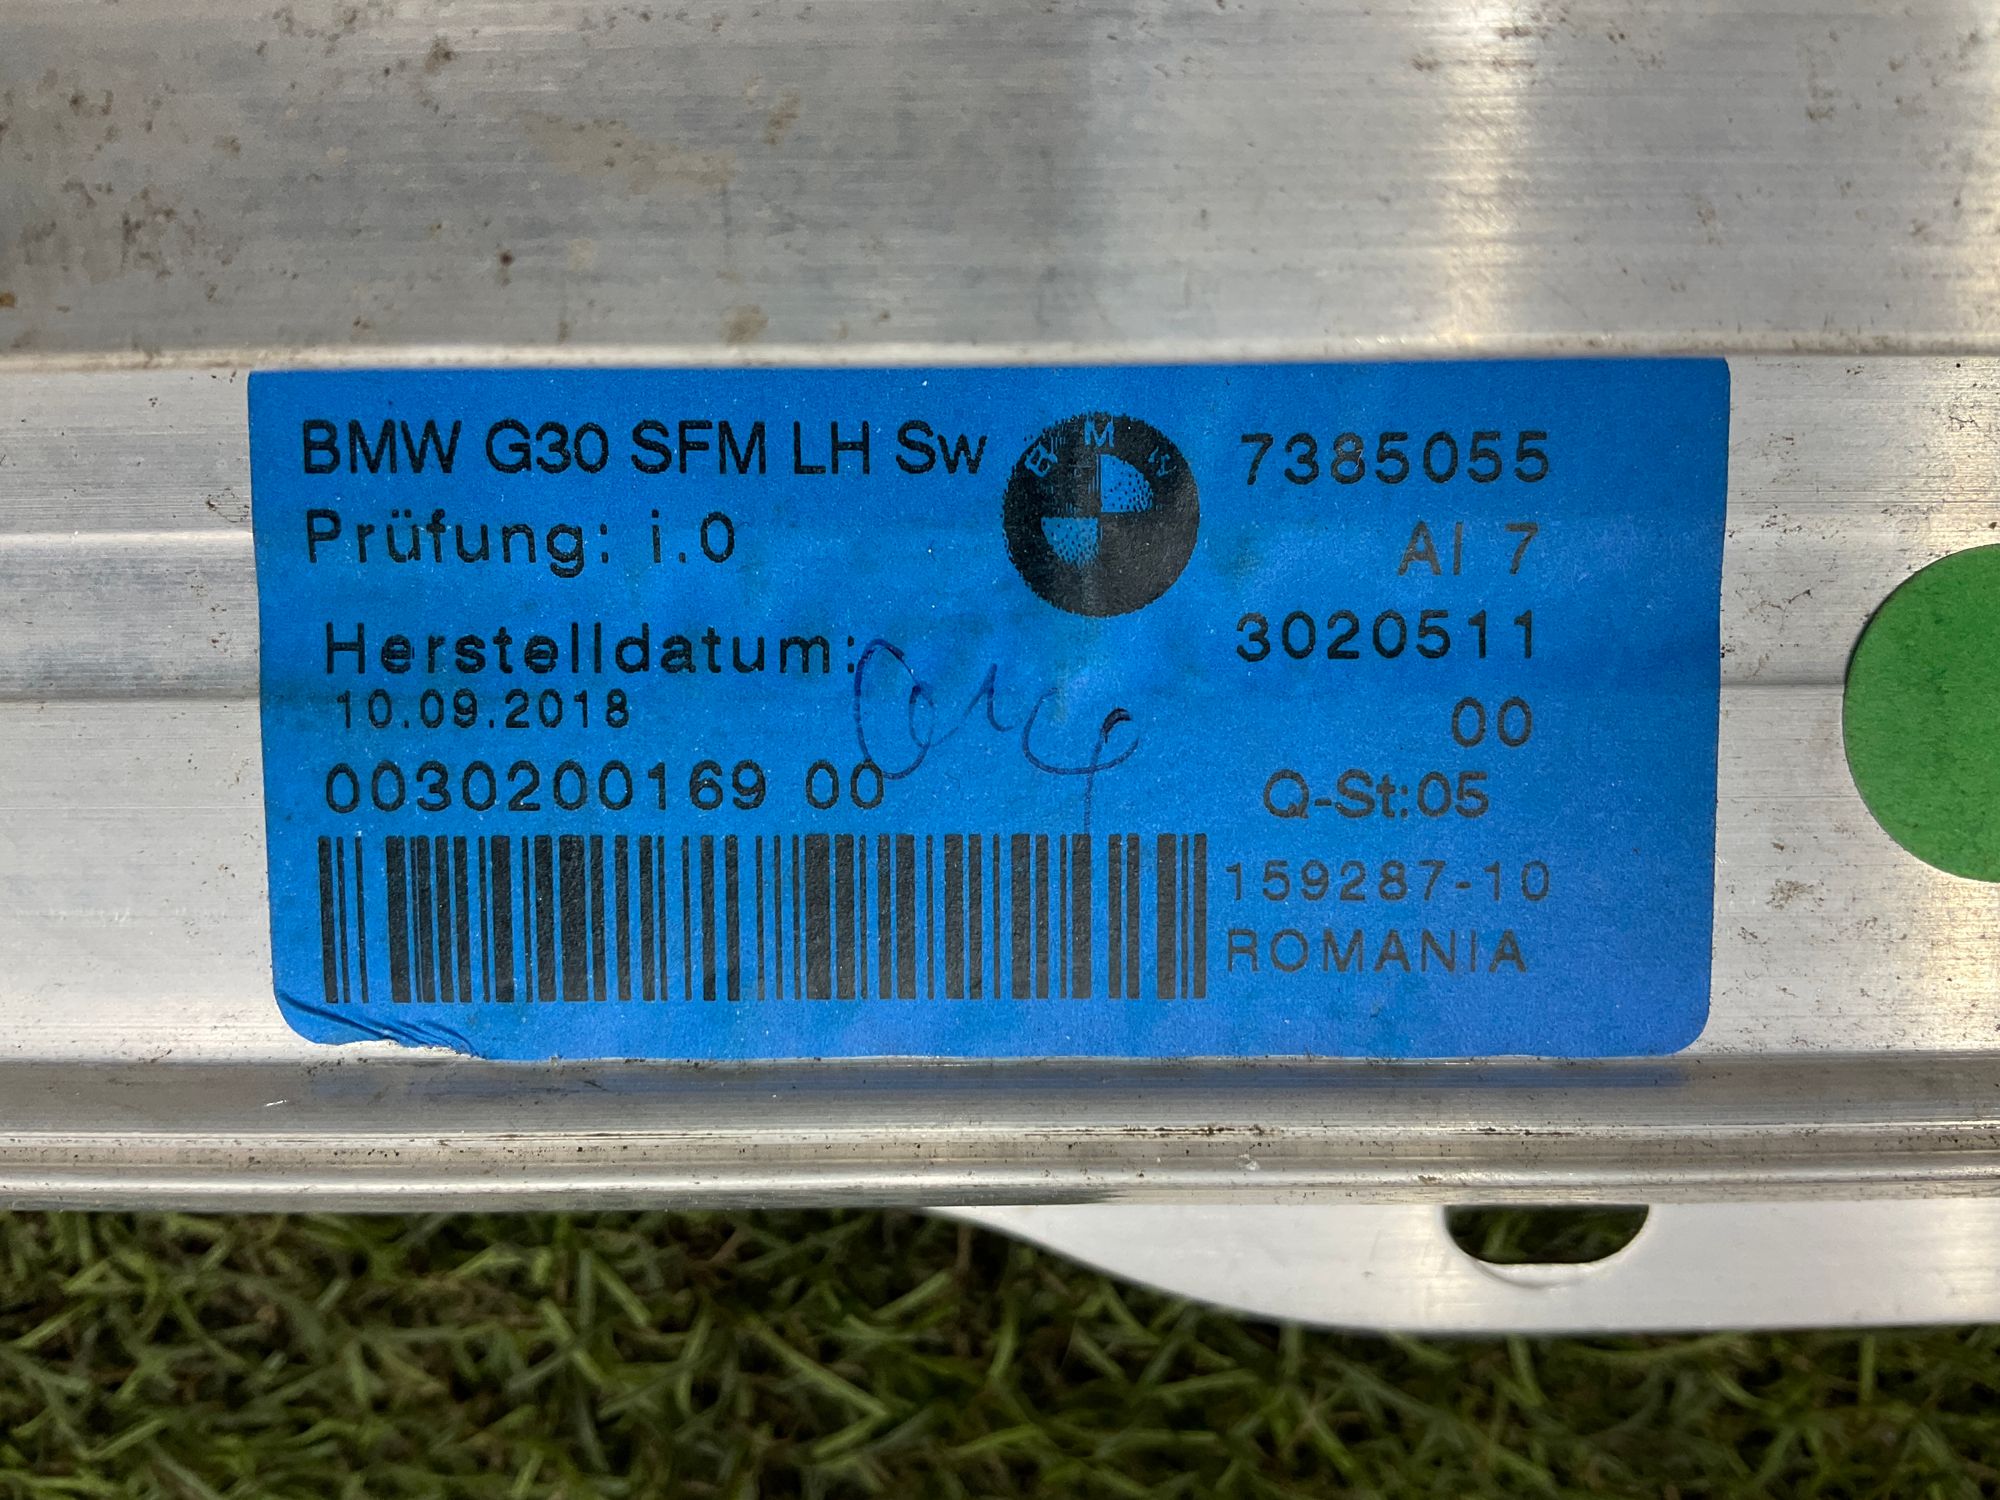 BMW G30 SFM LH Sw
Prüfung: i.0
Herstelldatum:
10.09.2018
0030200169 00
BMW
7385055
AI 7
3020511
00
Q-St:05
159287-10
ROMANIA